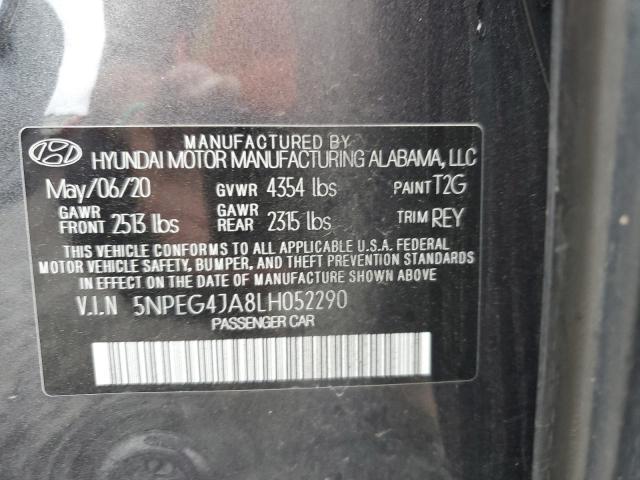 MANUFACTURED BY
HYUNDAI MOTOR MANUFACTURING ALABAMA, LLC
May/06/20 GVWR 4354 lbs PAINT T2G
GAWR FRONT 2513 lbs GAWR REAR 2315 lbs TRIM REY
THIS VEHICLE CONFORMS TO ALL APPLICABLE U.S.A. FEDERAL
MOTOR VEHICLE SAFETY, BUMPER, AND THEFT PREVENTION STANDARDS
IN EFFECT ON THE DATE OF MANUFACTURE SHOWN ABOVE
V.I.N 5NPEG4JA8LH052290
PASSENGER CAR